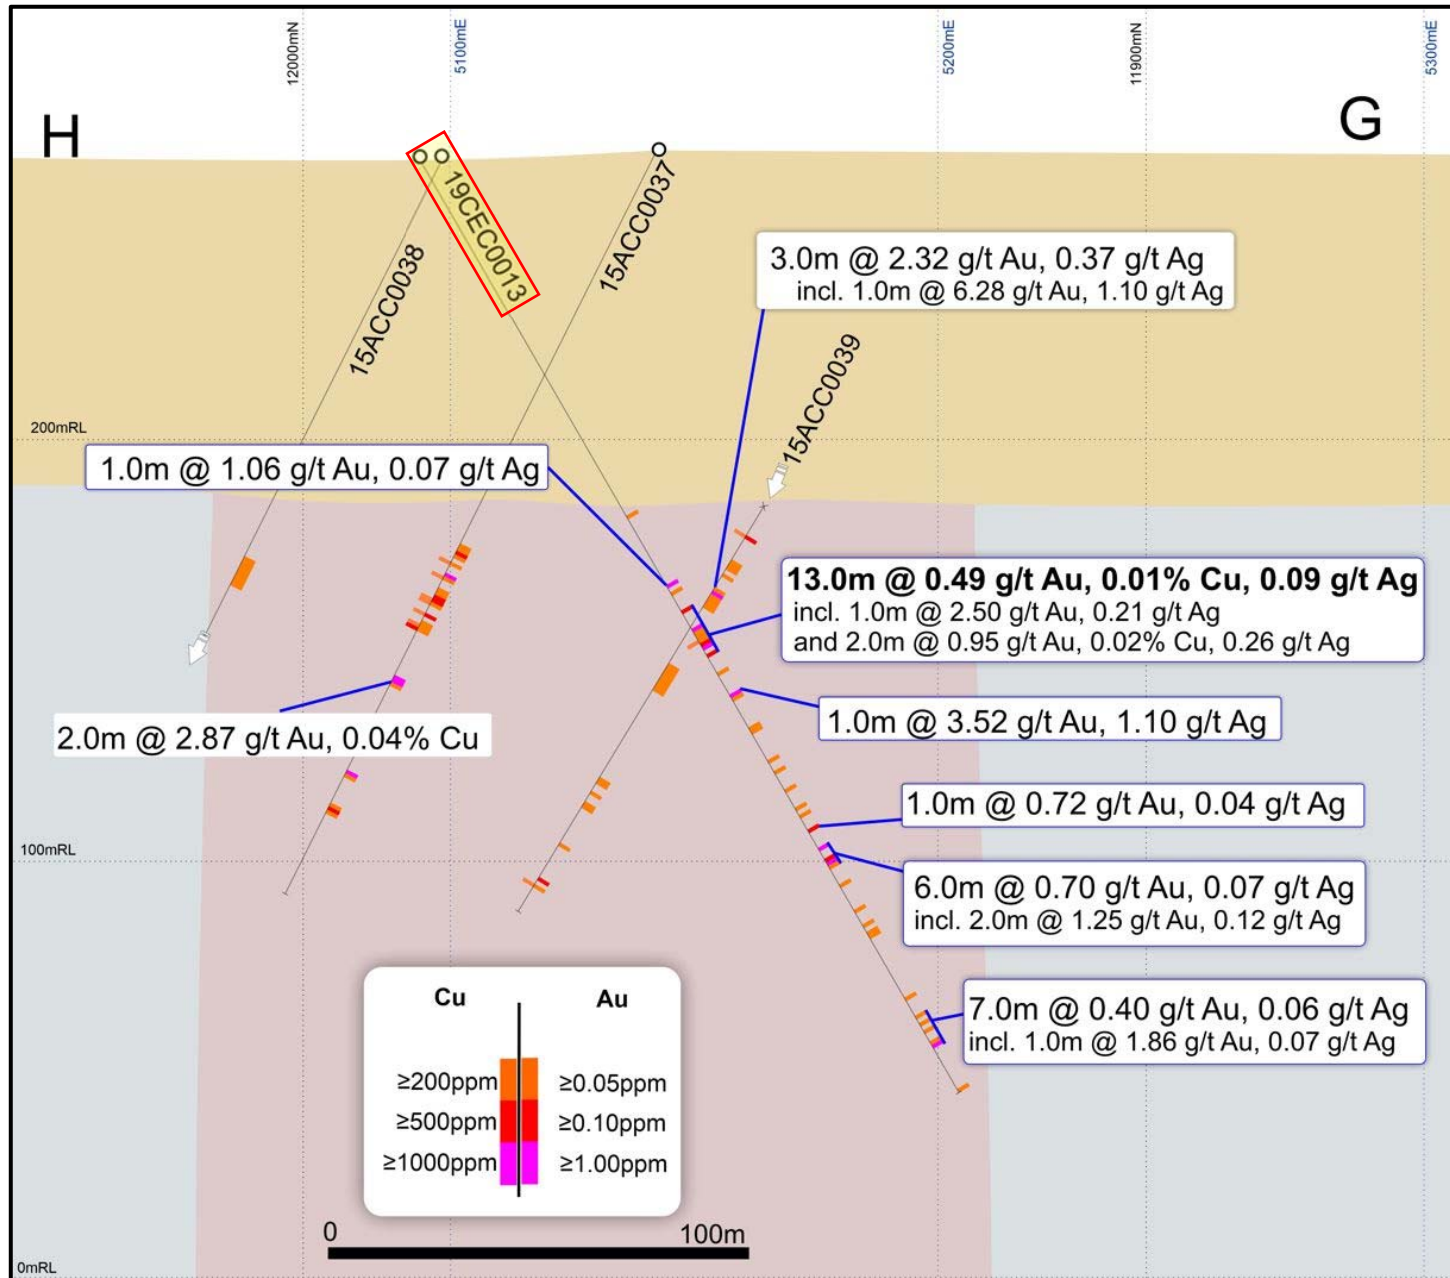 12000mN
5100mE
5200mE
11900mN
5300mE
H
G
19CEC0013
15ACC0037
15ACC0038
3.0m @ 2.32 g/t Au, 0.37 g/t Ag
incl. 1.0m @ 6.28 g/t Au, 1.10 g/t Ag
15ACC0039
200mRL
1.0m @ 1.06 g/t Au, 0.07 g/t Ag
13.0m @ 0.49 g/t Au, 0.01% Cu, 0.09 g/t Ag
incl. 1.0m @ 2.50 g/t Au, 0.21 g/t Ag
and 2.0m @ 0.95 g/t Au, 0.02% Cu, 0.26 g/t Ag
2.0m @ 2.87 g/t Au, 0.04% Cu
1.0m @ 3.52 g/t Au, 1.10 g/t Ag
1.0m @ 0.72 g/t Au, 0.04 g/t Ag
100mRL
6.0m @ 0.70 g/t Au, 0.07 g/t Ag
incl. 2.0m @ 1.25 g/t Au, 0.12 g/t Ag
7.0m @ 0.40 g/t Au, 0.06 g/t Ag
incl. 1.0m @ 1.86 g/t Au, 0.07 g/t Ag
Cu Au
≥200ppm ≥0.05ppm
≥500ppm ≥0.10ppm
≥1000ppm ≥1.00ppm
0 100m
0mRL